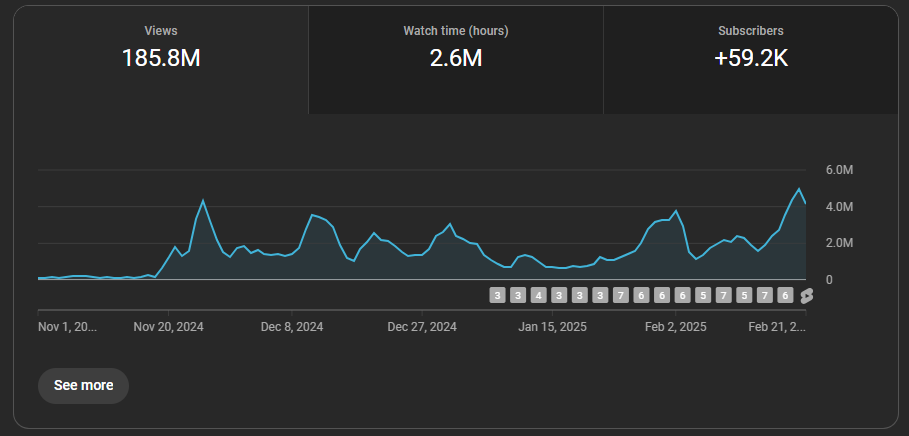 Views
185.8M
Watch time (hours)
2.6M
Subscribers
+59.2K
6.0M
4.0M
2.0M
0
3 3 4 3 3 3 7 6 6 6 5 7 5 7 6
Nov 1, 20... Nov 20, 2024 Dec 8, 2024 Dec 27, 2024 Jan 15, 2025 Feb 2, 2025 Feb 21, 2...
See more